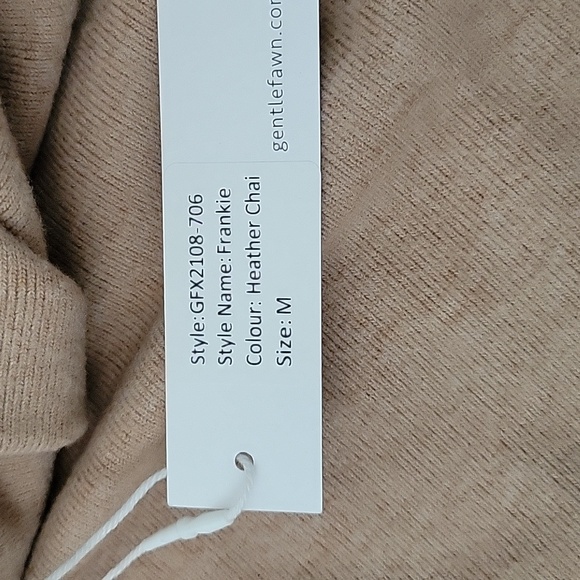 Style:GFX2108-706
Style Name: Frankie
Colour: Heather Chai
Size: M
gentlefawn.com